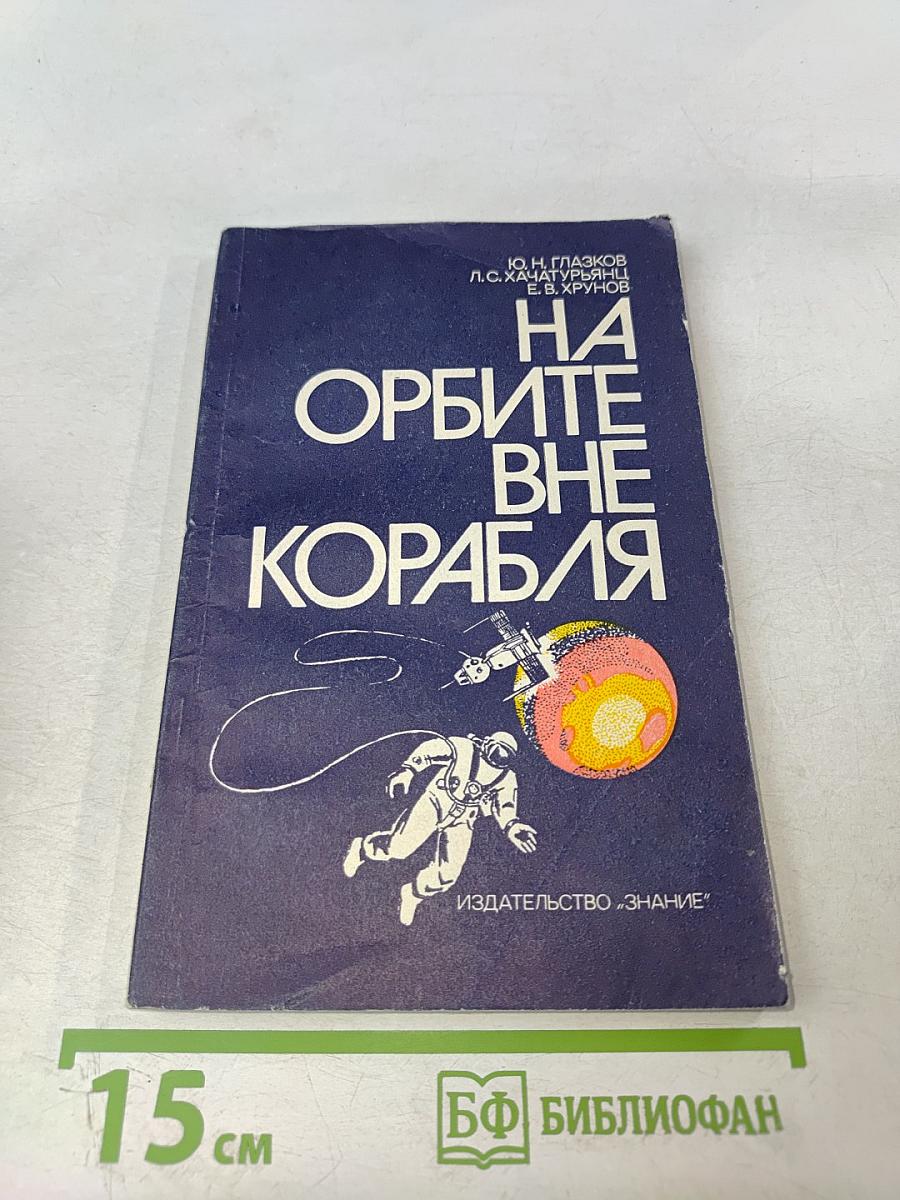 Ю. Н. ГЛАЗКОВ
Л. С. ХАЧАТУРЬЯНЦ
Е. В. ХРУНОВ
НА
ОРБИТЕ
ВНЕ
КОРАБЛЯ
ИЗДАТЕЛЬСТВО „ЗНАНИЕ"
15 см
БФ БИБЛИОФАН